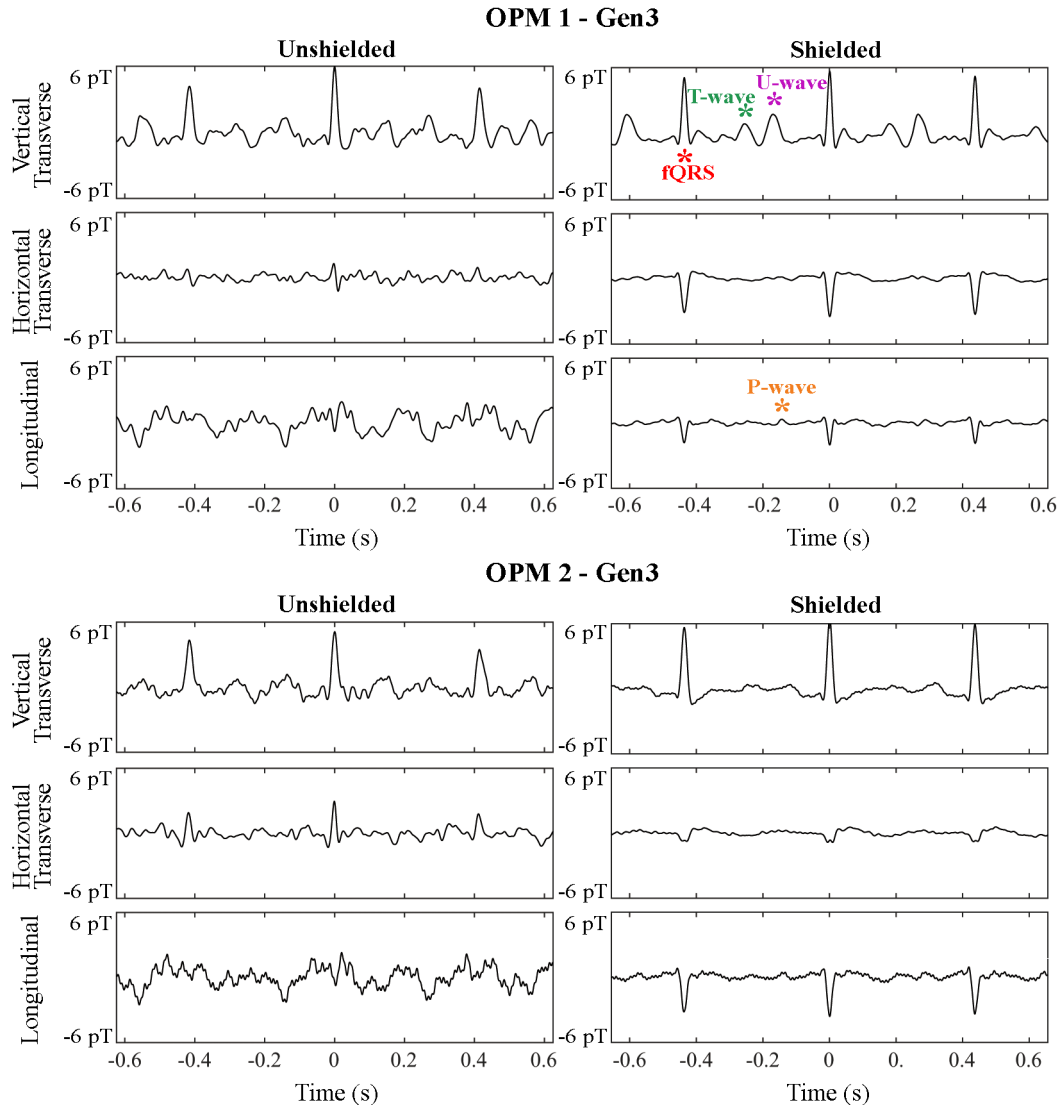 OPM 1 - Gen3
Unshielded
Shielded
Vertical
Transverse
6 pT
-6 pT
6 pT
-6 pT
T-wave
U-wave
*
*
*
fQRS
Horizontal
Transverse
6 pT
-6 pT
6 pT
-6 pT
Longitudinal
6 pT
-6 pT
6 pT
-6 pT
P-wave
*
-0.6 -0.4 -0.2 0 0.2 0.4 0.6
-0.6 -0.4 -0.2 0 0.2 0.4 0.6
Time (s)
Time (s)
OPM 2 - Gen3
Unshielded
Shielded
Vertical
Transverse
6 pT
-6 pT
6 pT
-6 pT
Horizontal
Transverse
6 pT
-6 pT
6 pT
-6 pT
Longitudinal
6 pT
-6 pT
6 pT
-6 pT
-0.6 -0.4 -0.2 0 0.2 0.4 0.6
-0.6 -0.4 -0.2 0 0.2 0.4 0.6
Time (s)
Time (s)